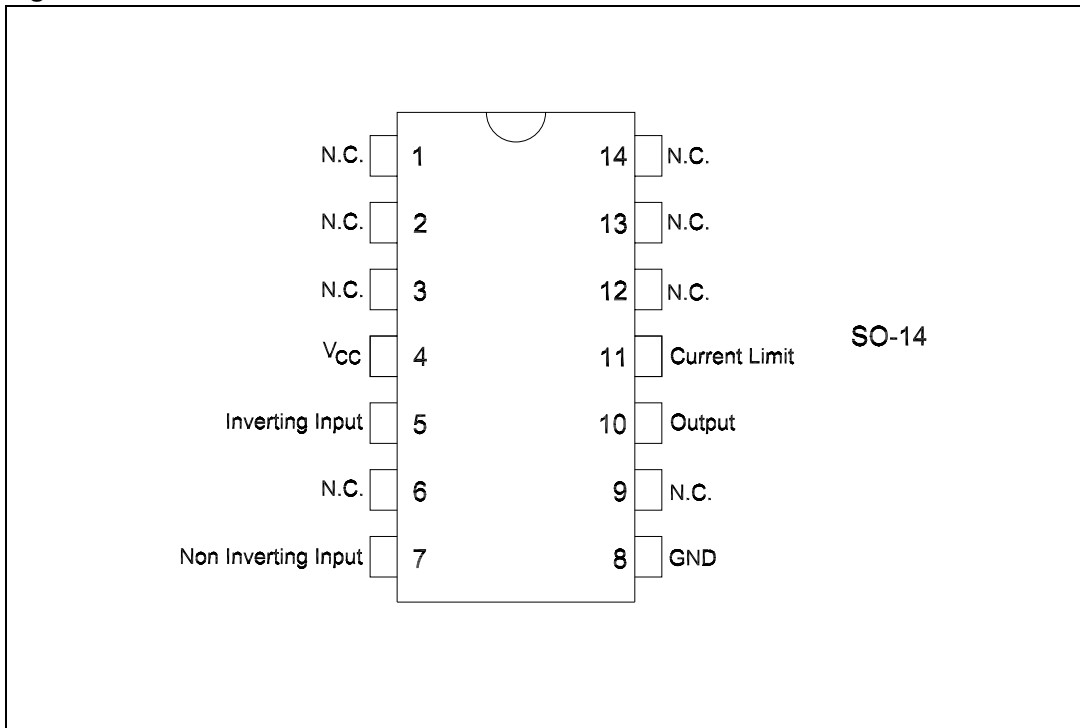 N.C. 1 14 N.C.
N.C. 2 13 N.C.
N.C. 3 12 N.C.
VCC 4 11 Current Limit
SO-14
Inverting Input 5 10 Output
N.C. 6 9 N.C.
Non Inverting Input 7 8 GND